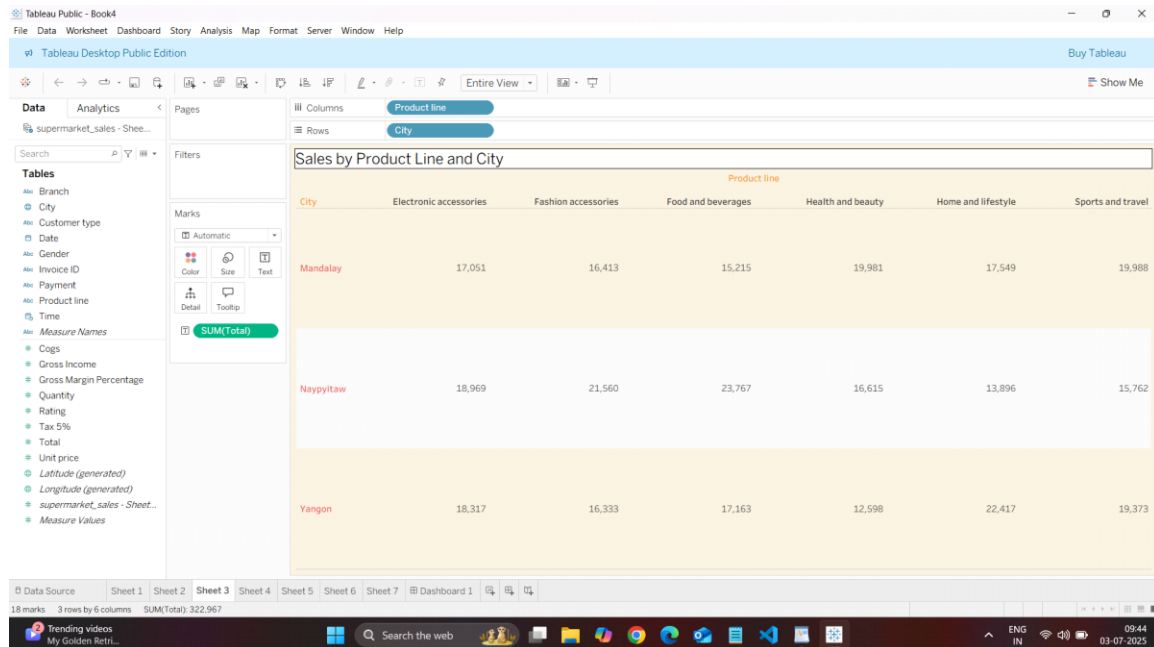 Tableau Public - Book4
File Data Worksheet Dashboard Story Analysis Map Format Server Window Help
Tableau Desktop Public Edition Buy Tableau
Entire View Show Me
Data Analytics
supermarket_sales - Shee...
Search
Tables
Abc Branch
City
Abc Customer type
Date
Abc Gender
Abc Invoice ID
Abc Payment
Abc Product line
Time
Abc Measure Names
Cogs
Gross Income
Gross Margin Percentage
Quantity
Rating
Tax 5%
Total
Unit price
Latitude (generated)
Longitude (generated)
supermarket_sales - Sheet...
Measure Values
Pages
Filters
Marks
Automatic
Color Size Text
Detail Tooltip
SUM(Total)
Columns Product line
Rows City
Sales by Product Line and City
Product line
City Electronic accessories Fashion accessories Food and beverages Health and beauty Home and lifestyle Sports and travel
Mandalay 17,051 16,413 15,215 19,981 17,549 19,988
Naypyitaw 18,969 21,560 23,767 16,615 13,896 15,762
Yangon 18,317 16,333 17,163 12,598 22,417 19,373
Data Source Sheet 1 Sheet 2 Sheet 3 Sheet 4 Sheet 5 Sheet 6 Sheet 7 Dashboard 1
18 marks 3 rows by 6 columns SUM(Total): 322,967
2 Trending videos
My Golden Retri...
Search the web
ENG
IN
09:44
03-07-2025